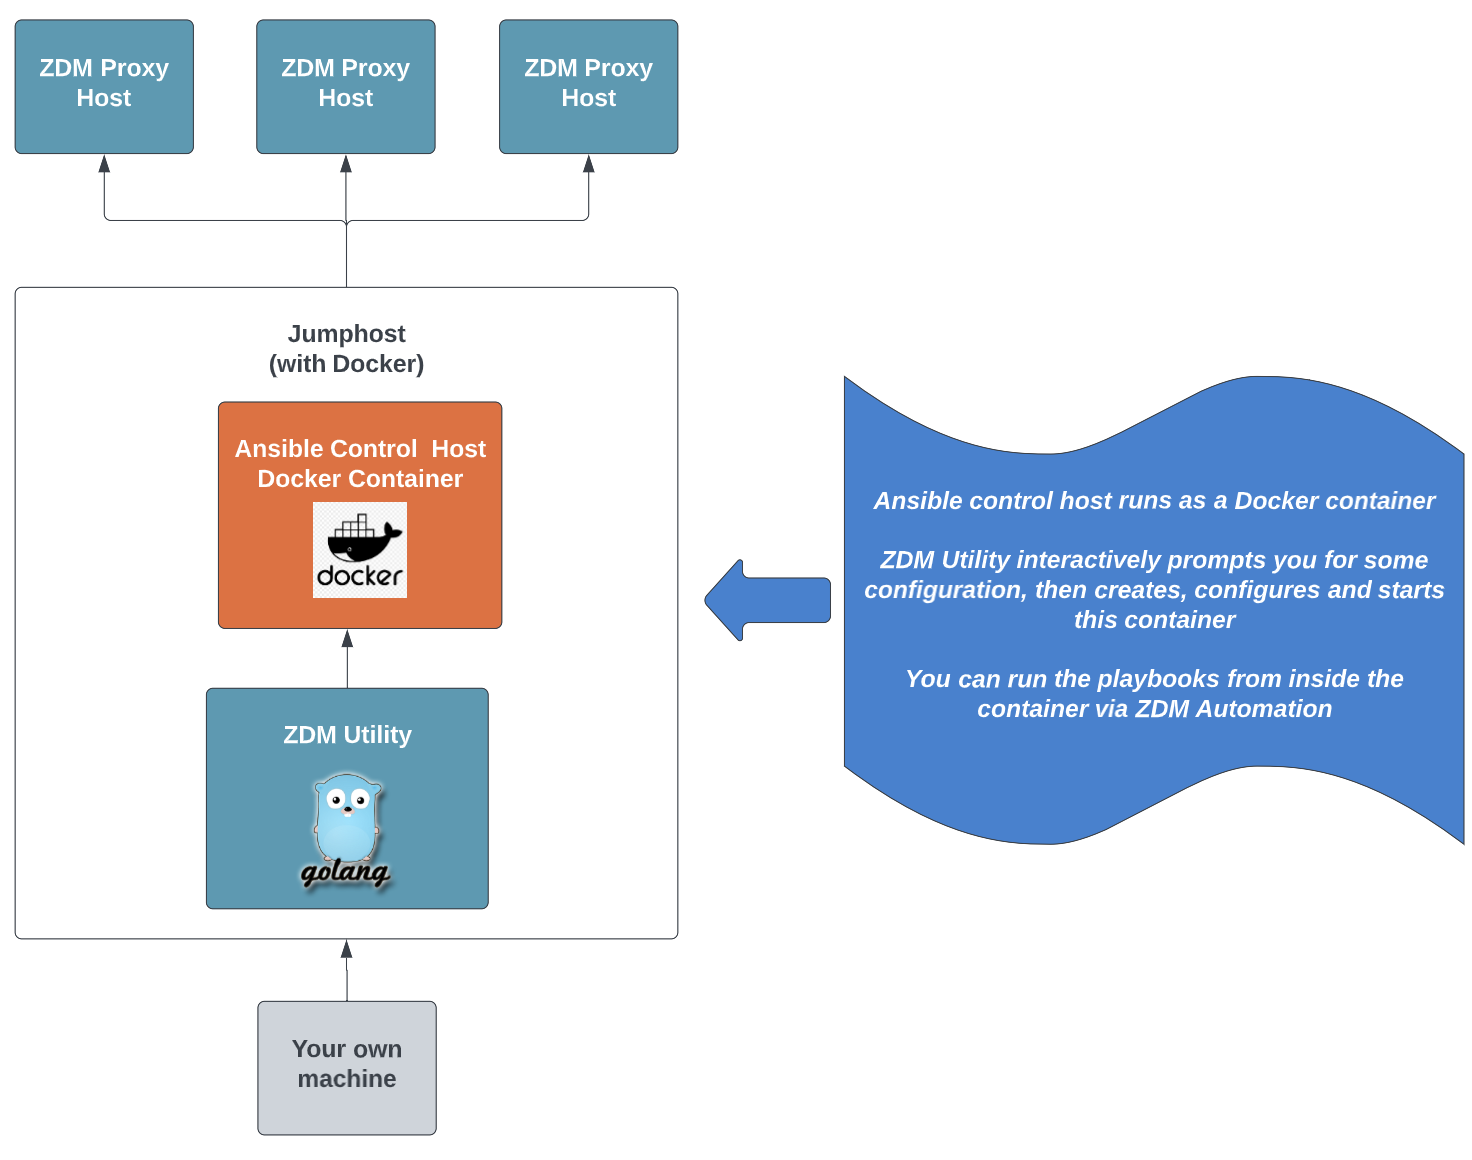 ZDM Proxy
Host
ZDM Proxy
Host
ZDM Proxy
Host
Jumphost
(with Docker)
Ansible Control  Host
Docker Container
docker
ZDM Utility
golang
Your own
machine
Ansible control host runs as a Docker container
ZDM Utility interactively prompts you for some
configuration, then creates, configures and starts
this container
You can run the playbooks from inside the
container via ZDM Automation